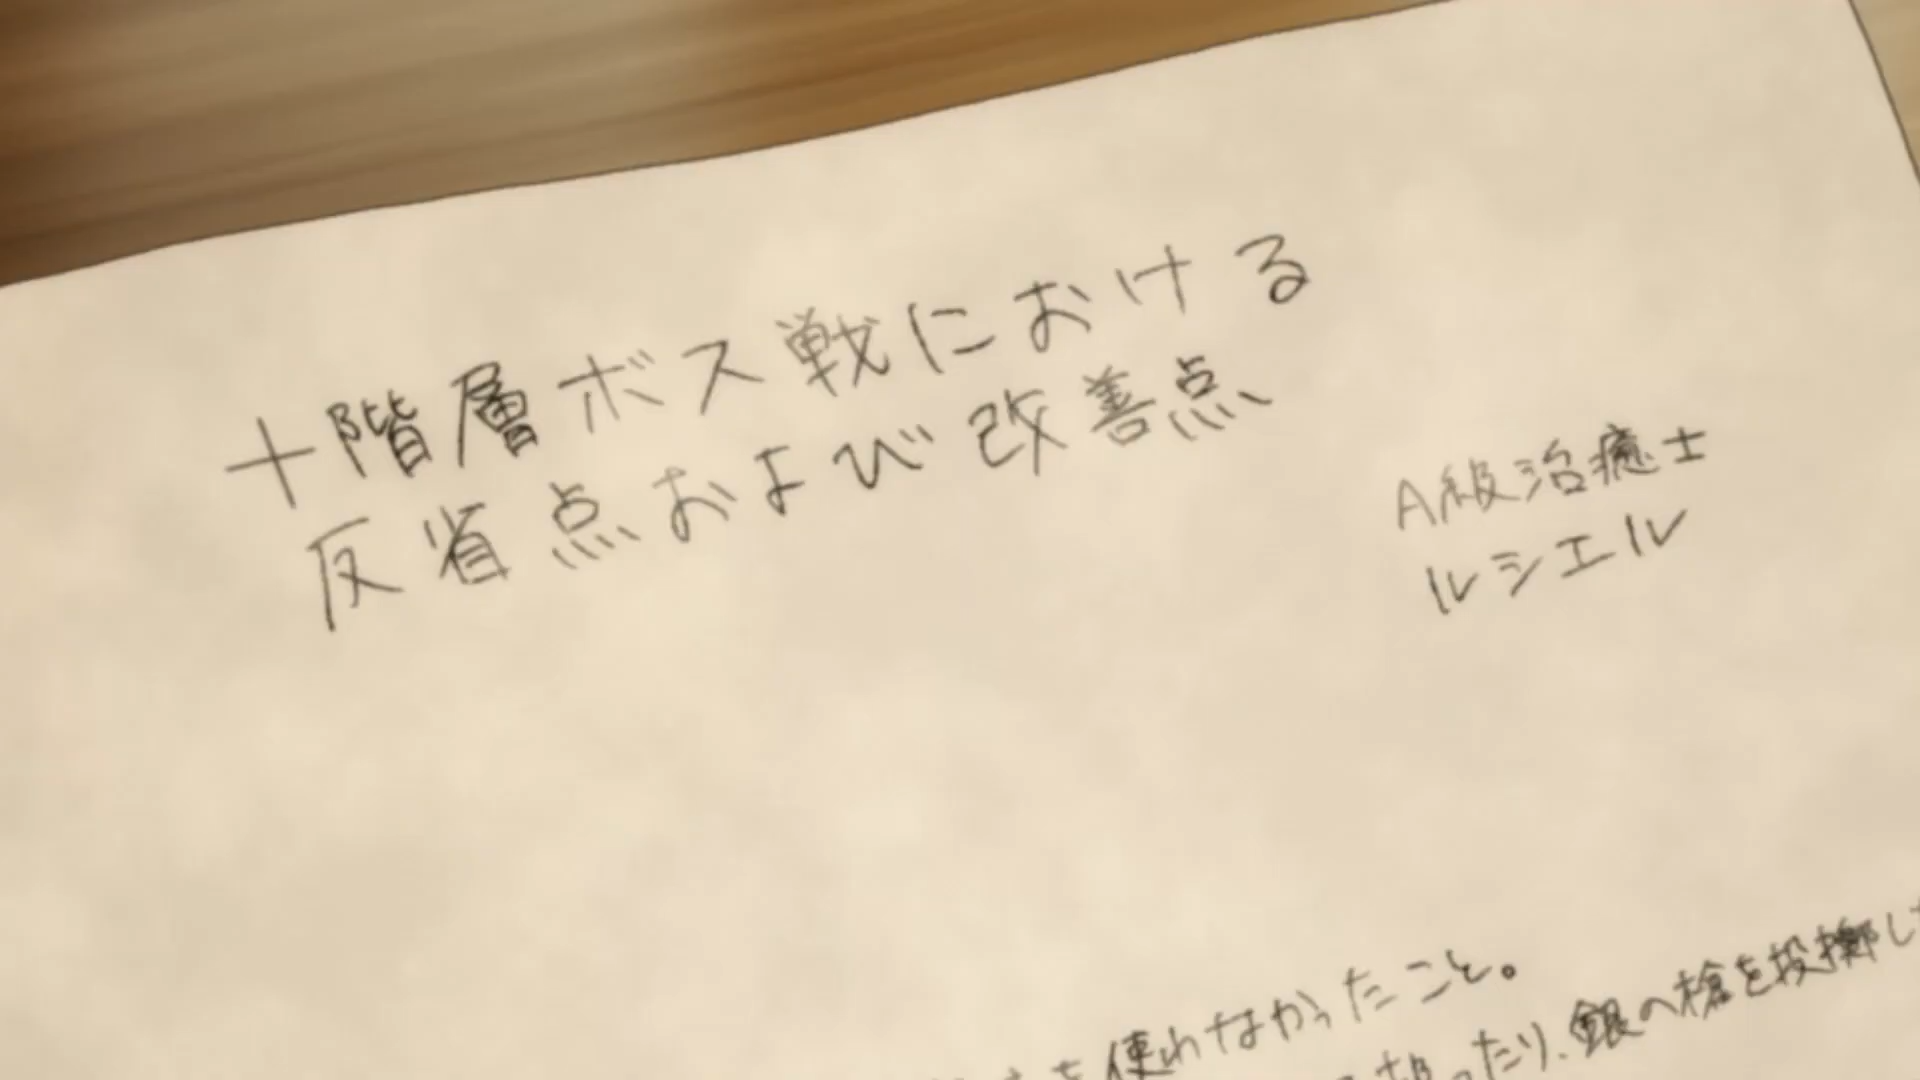 十階層ボス戦における
反省点および改善点
A級治癒士
ルシエル
を使わなかったこと。
ったり、銀の槍を投擲し